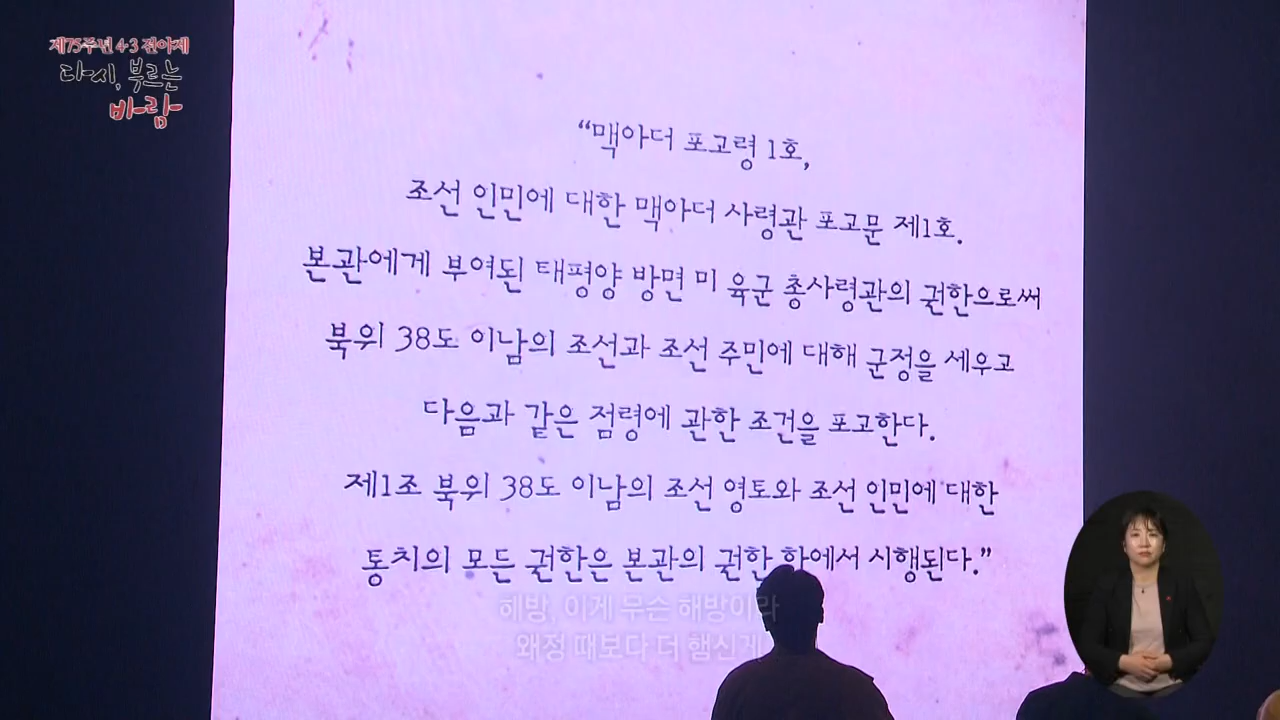 제75주년 4·3 전야제
다시, 부르는
바람
“맥아더 포고령 1호,
조선 인민에 대한 맥아더 사령관 포고문 제1호.
본관에게 부여된 태평양 방면 미 육군 총사령관의 권한으로써
북위 38도 이남의 조선과 조선 주민에 대해 군정을 세우고
다음과 같은 점령에 관한 조건을 포고한다.
제1조 북위 38도 이남의 조선 영토와 조선 인민에 대한
통치의 모든 권한은 본관의 권한 하에서 시행된다.”
해방, 이게 무슨 해방이라
왜정 때보다 더 햄신게